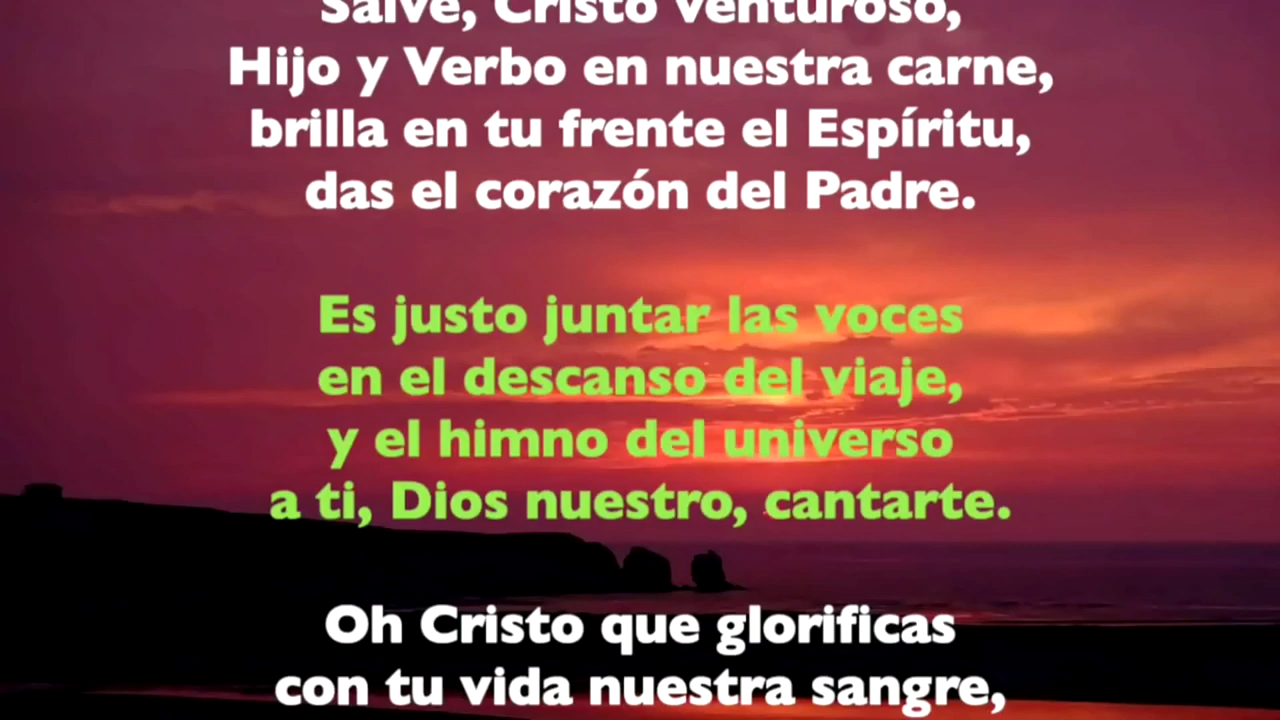 Salve, Cristo venturoso,
Hijo y Verbo en nuestra carne,
brilla en tu frente el Espíritu,
das el corazón del Padre.
Es justo juntar las voces
en el descanso del viaje,
y el himno del universo
a ti, Dios nuestro, cantarte.
Oh Cristo que glorificas
con tu vida nuestra sangre,